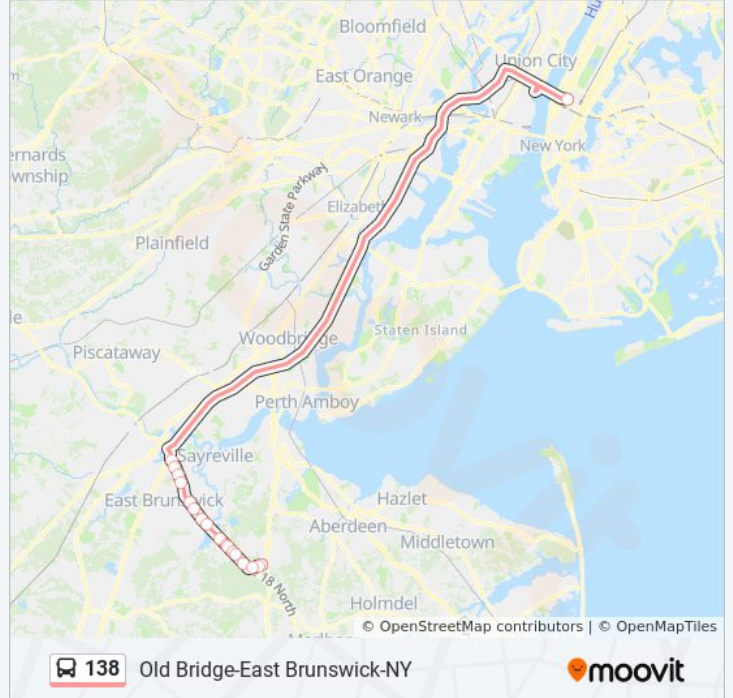 Bloomfield
Hu
Union City
East Orange
Newark
ernards
wnship
New York
Garden State Parkway
Elizabeth
Plainfield
le
Woodbridge
Staten Island
Piscataway
Perth Amboy
Sayreville
East Brunswick
Hazlet
Aberdeen
Middletown
18 North
Holmdel
© OpenStreetMap contributors | © OpenMapTiles
138 Old Bridge-East Brunswick-NY
moovit